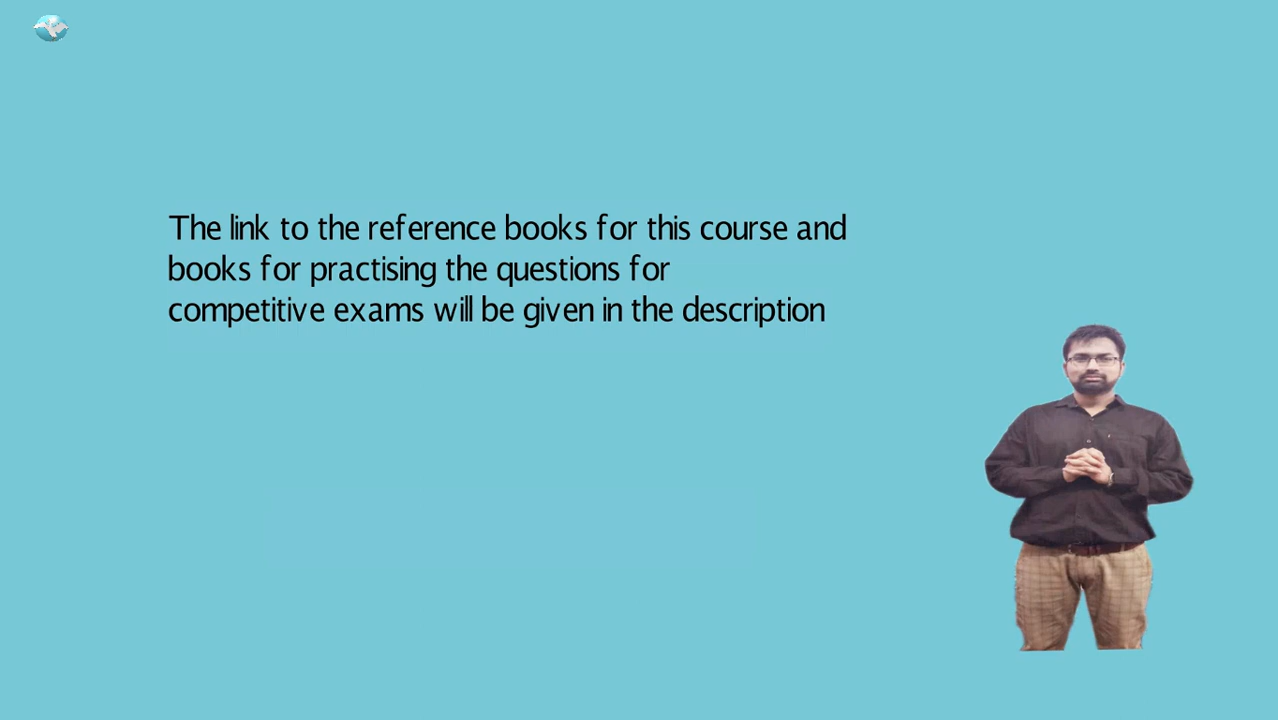 The link to the reference books for this course and
books for practising the questions for
competitive exams will be given in the description